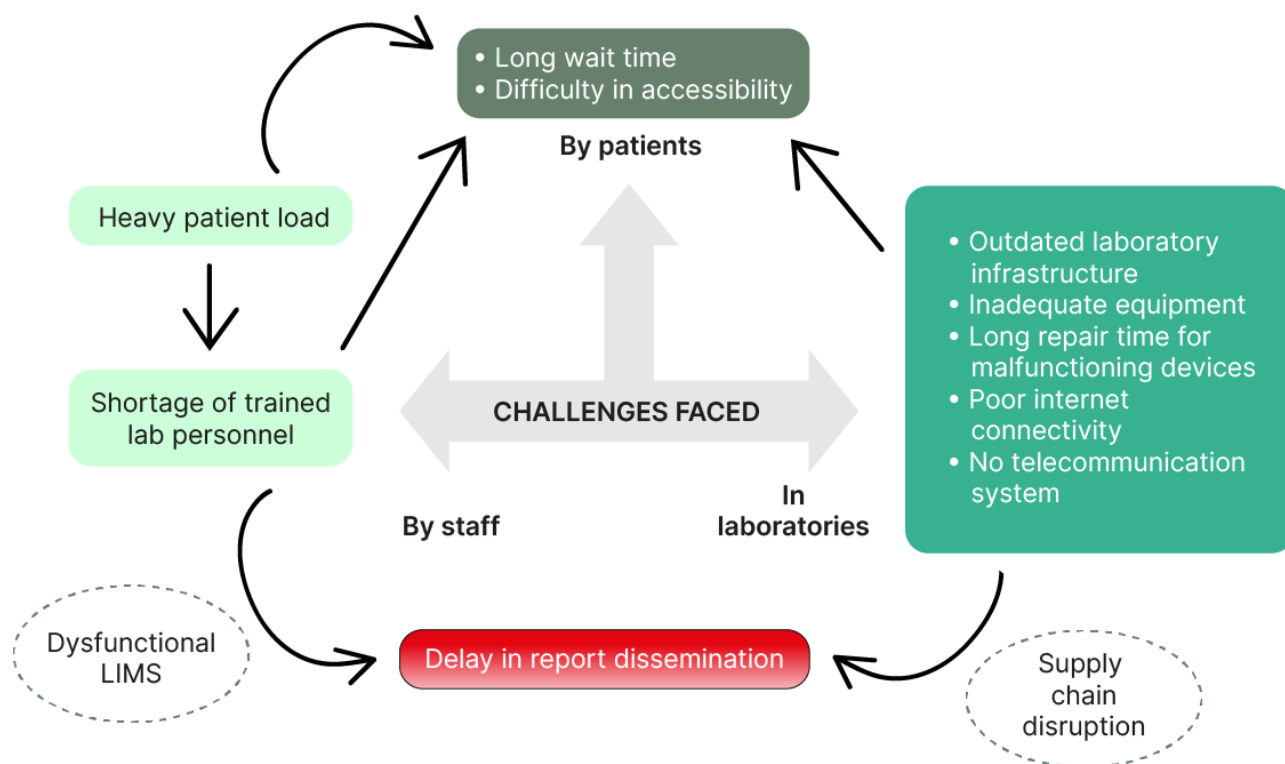 • Long wait time
• Difficulty in accessibility
By patients
Heavy patient load
Shortage of trained
lab personnel
CHALLENGES FACED
By staff
In
laboratories
• Outdated laboratory
infrastructure
• Inadequate equipment
• Long repair time for
malfunctioning devices
• Poor internet
connectivity
• No telecommunication
system
Dysfunctional
LIMS
Delay in report dissemination
Supply
chain
disruption